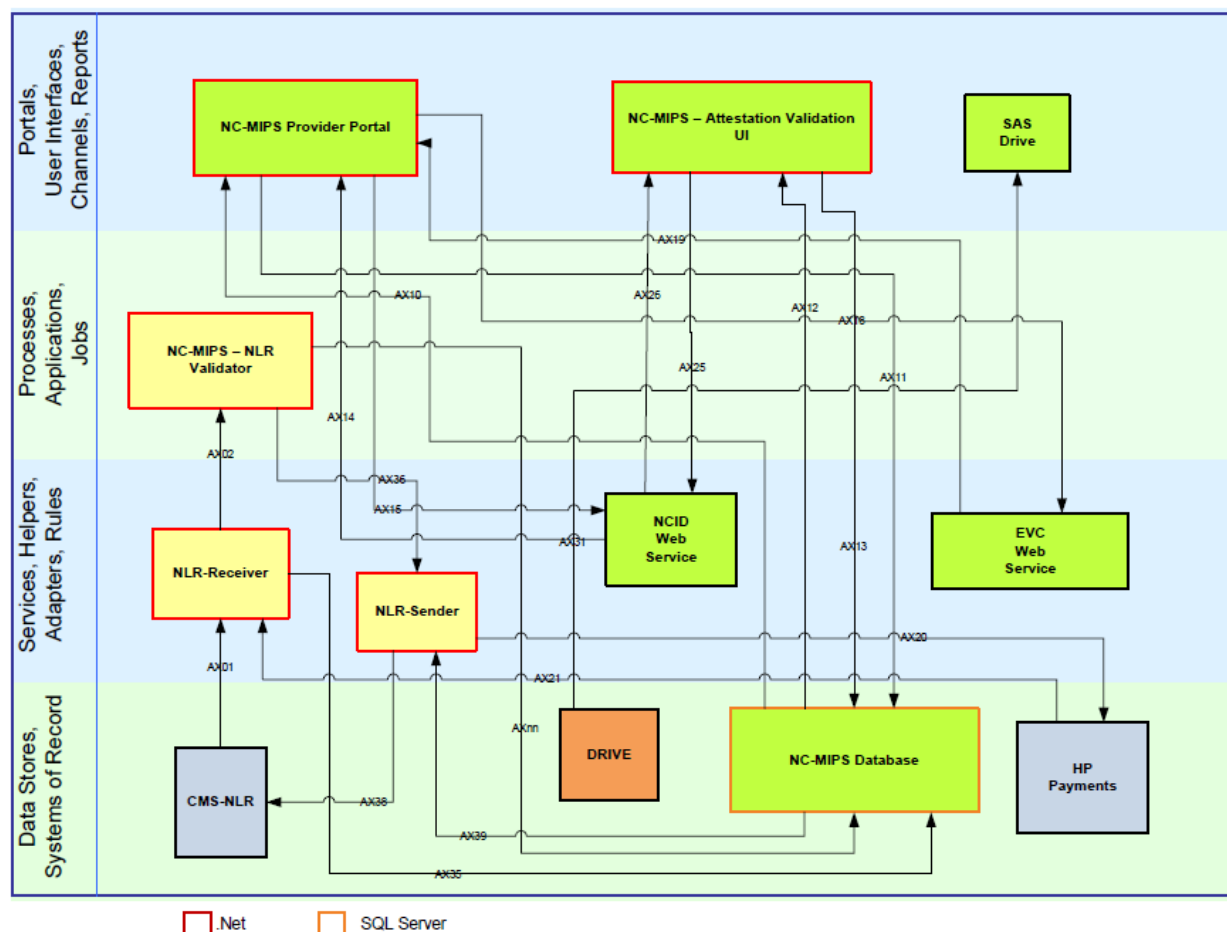 Portals,
User Interfaces,
Channels, Reports
NC-MIPS Provider Portal
NC-MIPS – Attestation Validation
UI
SAS
Drive
AX19
Processes,
Applications,
Jobs
AX10
AX26
AX12
AX16
NC-MIPS – NLR
Validator
AX25
AX11
AX14
AX02
Services, Helpers,
Adapters, Rules
AX36
AX15
NCID
Web
Service
AX31
AX13
EVC
Web
Service
NLR-Receiver
NLR-Sender
AX20
AX01
AX21
Data Stores,
Systems of Record
AXnn
DRIVE
NC-MIPS Database
HP
Payments
CMS-NLR
AX38
AX39
AX35
.Net
SQL Server